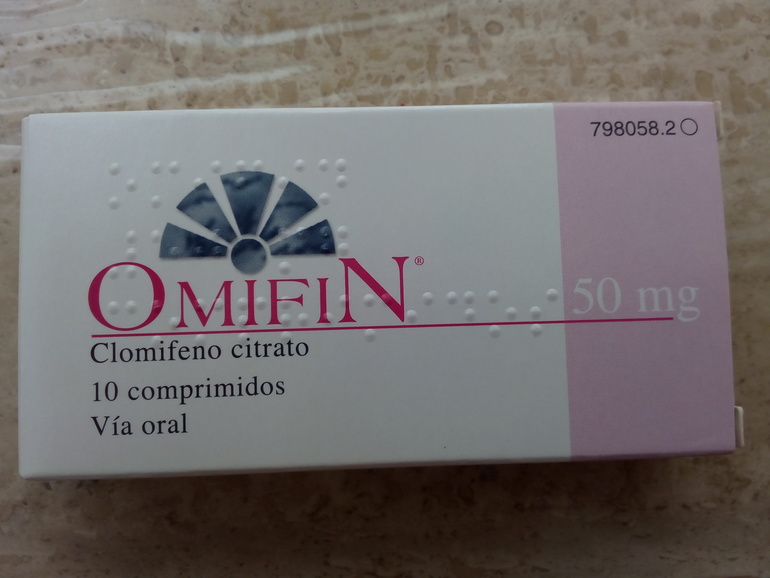 798058.2
OMIFIN®
50 mg
Clomifeno citrato
10 comprimidos
Vía oral